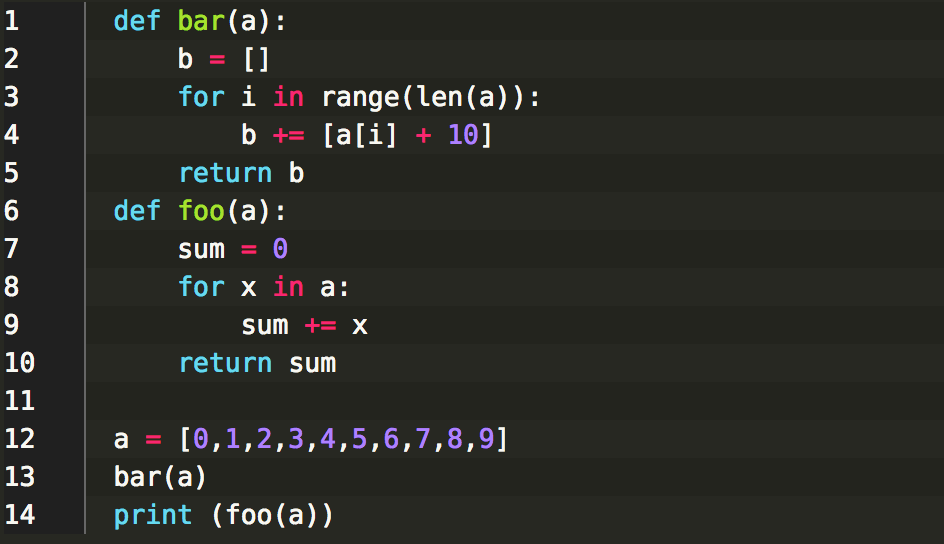 1 def bar(a):
2     b = []
3     for i in range(len(a)):
4         b += [a[i] + 10]
5     return b
6 def foo(a):
7     sum = 0
8     for x in a:
9         sum += x
10     return sum
11
12 a = [0,1,2,3,4,5,6,7,8,9]
13 bar(a)
14 print (foo(a))